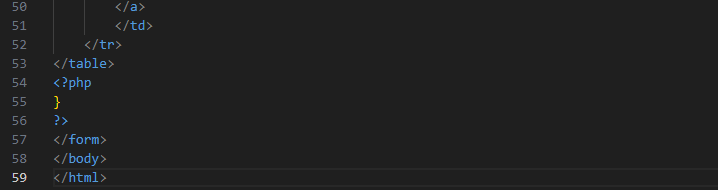 50 </a>
51 </td>
52 </tr>
53 </table>
54 <?php
55 }
56 ?>
57 </form>
58 </body>
59 </html>